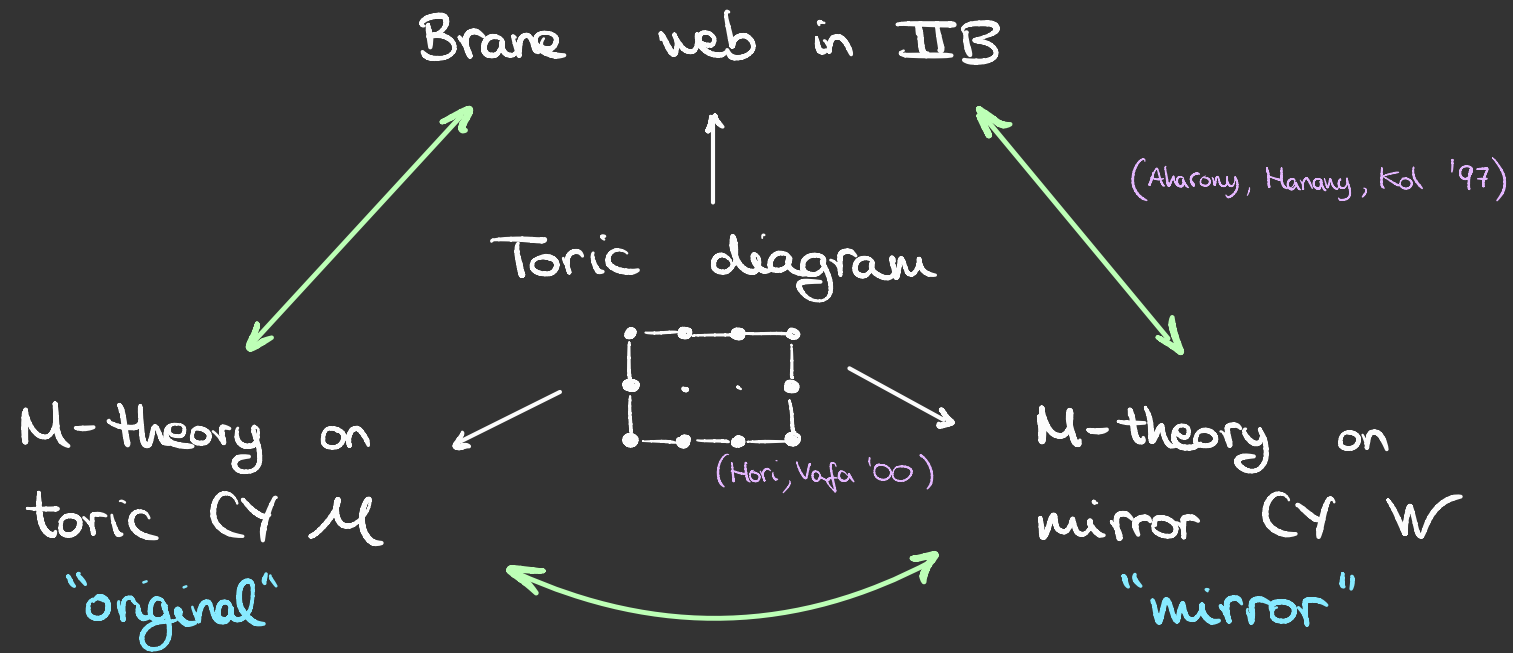 Brane web in IIB
(Aharony, Hanany, Kol '97)
Toric diagram
(Hori, Vafa '00)
M-theory on
toric CY M
"original"
M-theory on
mirror CY W
"mirror"